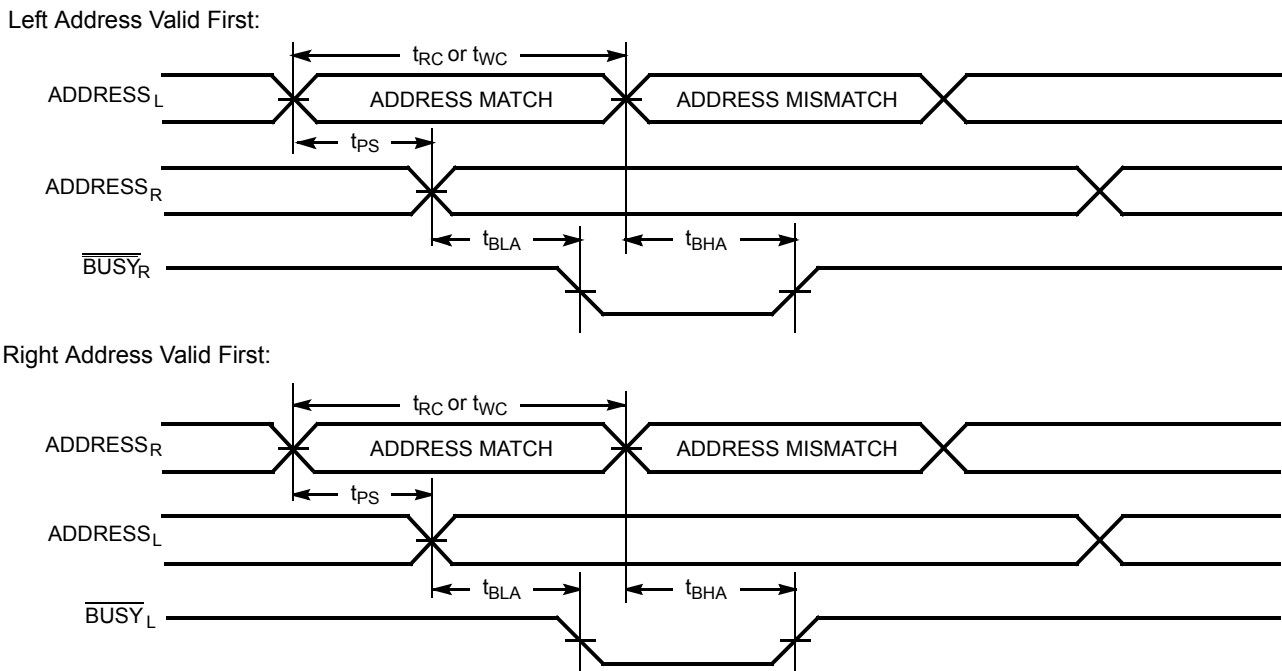 Left Address Valid First:
tRC or tWC
ADDRESSL
ADDRESS MATCH
ADDRESS MISMATCH
tPS
ADDRESSR
tBLA
tBHA
BUSYR
Right Address Valid First:
tRC or tWC
ADDRESSR
ADDRESS MATCH
ADDRESS MISMATCH
tPS
ADDRESSL
tBLA
tBHA
BUSYL